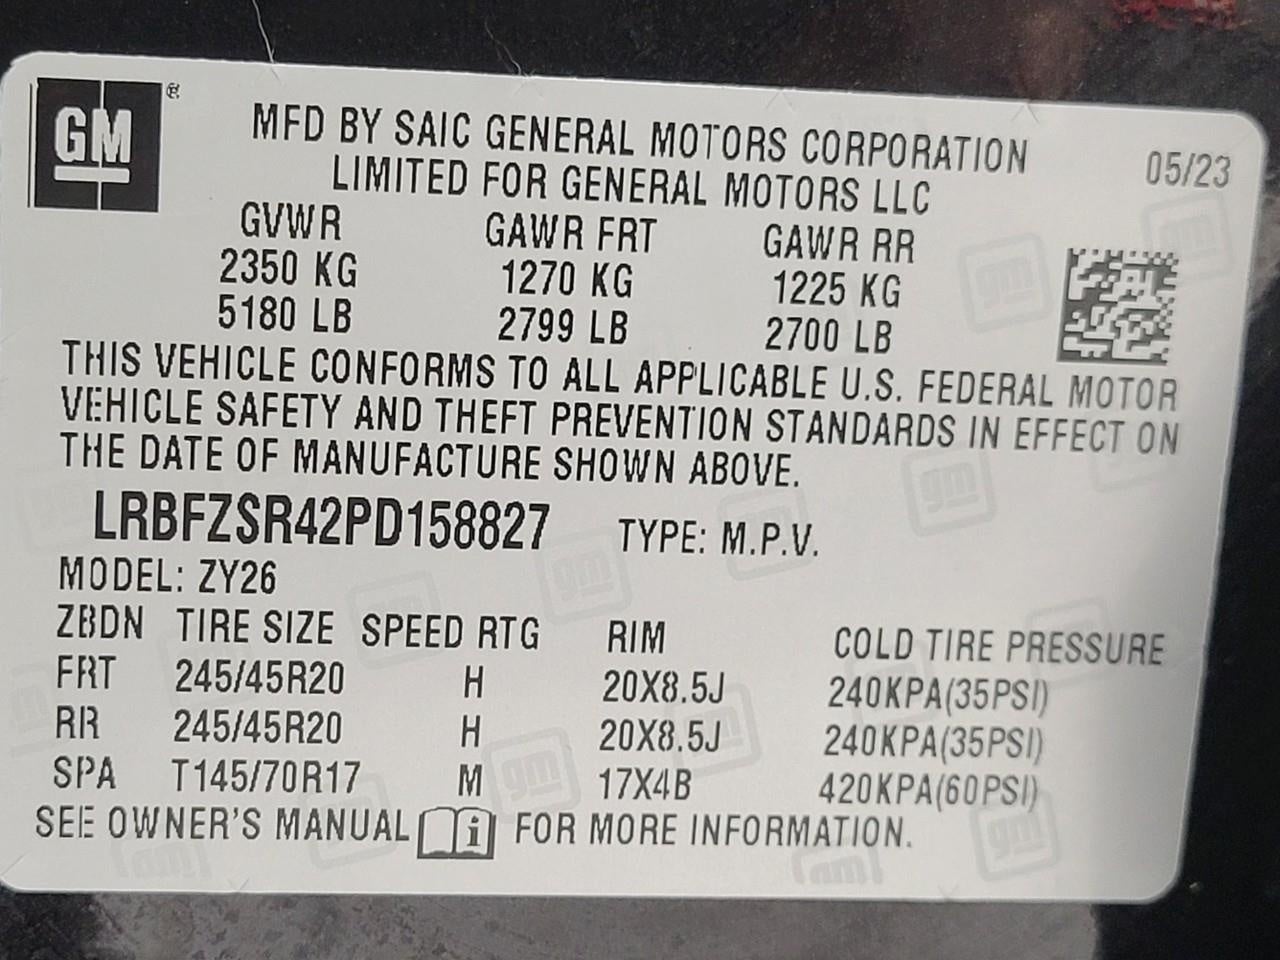 GM ®
MFD BY SAIC GENERAL MOTORS CORPORATION
LIMITED FOR GENERAL MOTORS LLC
05/23
GVWR GAWR FRT GAWR RR
2350 KG 1270 KG 1225 KG
5180 LB 2799 LB 2700 LB
THIS VEHICLE CONFORMS TO ALL APPLICABLE U.S. FEDERAL MOTOR
VEHICLE SAFETY AND THEFT PREVENTION STANDARDS IN EFFECT ON
THE DATE OF MANUFACTURE SHOWN ABOVE.
LRBFZSR42PD158827 TYPE: M.P.V.
MODEL: ZY26
ZBDN TIRE SIZE SPEED RTG RIM COLD TIRE PRESSURE
FRT 245/45R20 H 20X8.5J 240KPA(35PSI)
RR 245/45R20 H 20X8.5J 240KPA(35PSI)
SPA T145/70R17 M 17X4B 420KPA(60PSI)
SEE OWNER'S MANUAL i FOR MORE INFORMATION.